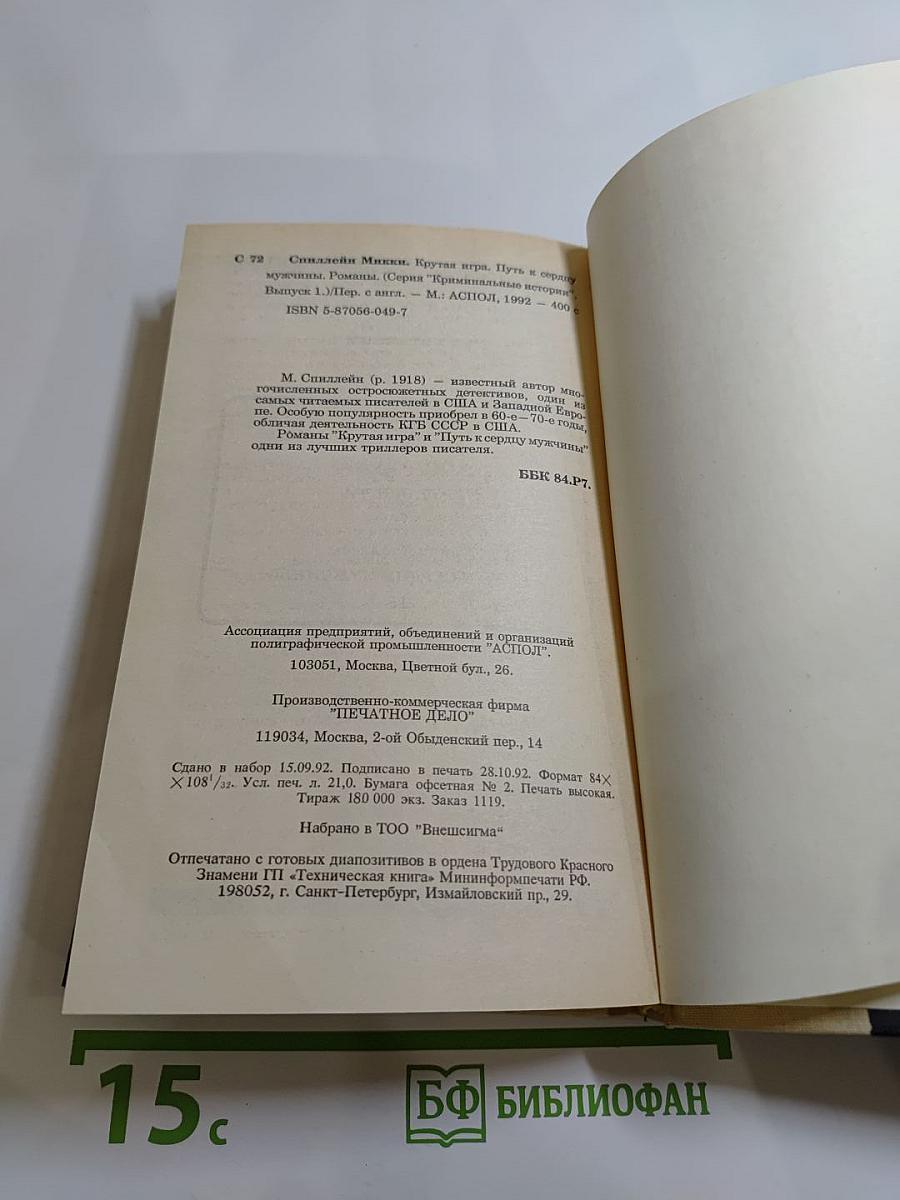 С 72 Спиллейн Микки. Крутая игра. Путь к сердцу
мужчины. Романы. (Серия "Криминальные истории".
Выпуск 1.)/Пер. с англ. — М.: АСПОЛ, 1992 — 400 с
ISBN 5-87056-049-7
М. Спиллейн (р. 1918) — известный автор мно-
гочисленных остросюжетных детективов, один из
самых читаемых писателей в США и Западной Евро-
пе. Особую популярность приобрел в 60-е—70-е годы,
обличая деятельность КГБ СССР в США.
Романы "Крутая игра" и "Путь к сердцу мужчины"
одни из лучших триллеров писателя.
ББК 84.Р7.
Ассоциация предприятий, объединений и организаций
полиграфической промышленности "АСПОЛ".
103051, Москва, Цветной бул., 26.
Производственно-коммерческая фирма
"ПЕЧАТНОЕ ДЕЛО"
119034, Москва, 2-ой Обыденский пер., 14
Сдано в набор 15.09.92. Подписано в печать 28.10.92. Формат 84×
×108¹/₃₂. Усл. печ. л. 21,0. Бумага офсетная № 2. Печать высокая.
Тираж 180 000 экз. Заказ 1119.
Набрано в ТОО "Внешсигма"
Отпечатано с готовых диапозитивов в ордена Трудового Красного
Знамени ГП «Техническая книга» Мининформпечати РФ.
198052, г. Санкт-Петербург, Измайловский пр., 29.
15 с
БФ БИБЛИОФАН